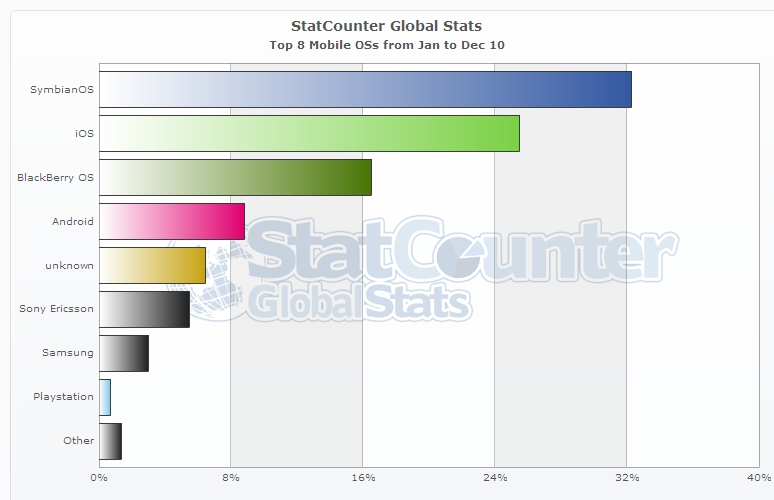 StatCounter Global Stats
Top 8 Mobile OSs from Jan to Dec 10
SymbianOS
iOS
BlackBerry OS
Android
unknown
Sony Ericsson
Samsung
Playstation
Other
StatCounter
GlobalStats
0%
8%
16%
24%
32%
40%